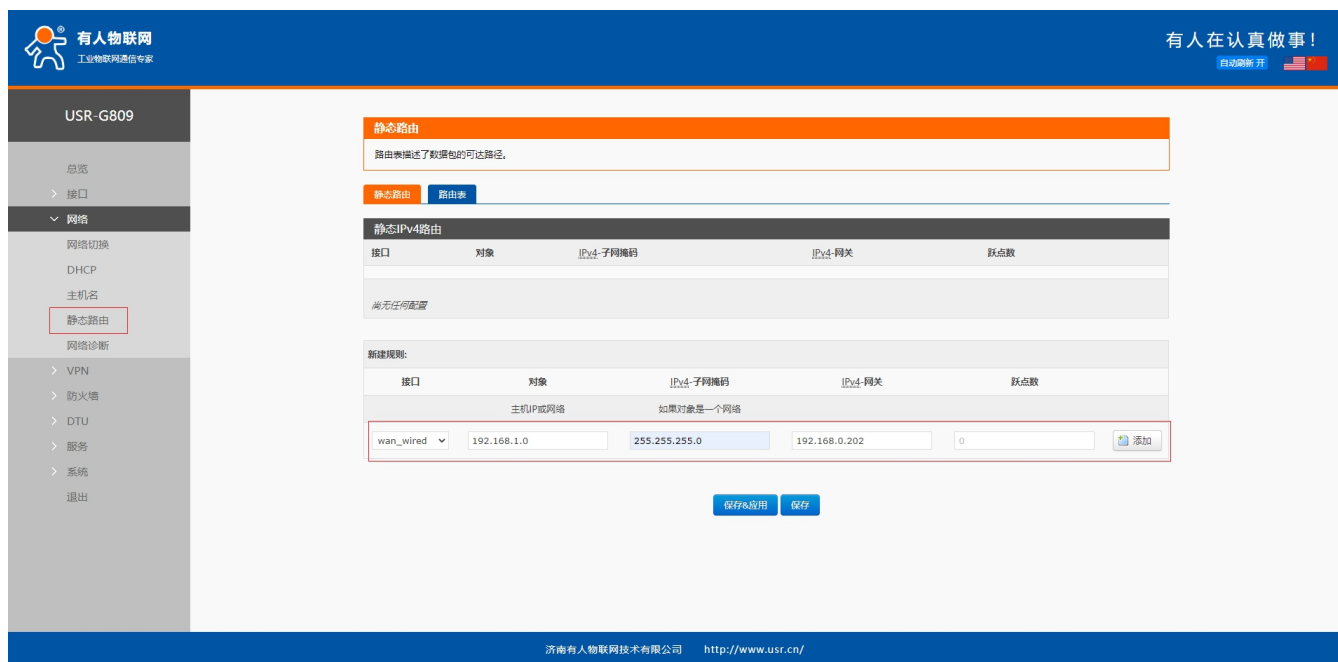 有人物联网
工业物联网通信专家
有人在认真做事!
自动刷新 开
USR-G809
总览
接口
网络
网络切换
DHCP
主机名
静态路由
网络诊断
VPN
防火墙
DTU
服务
系统
退出
静态路由
路由表描述了数据包的可达路径。
静态路由 路由表
静态IPv4路由
接口 对象 IPv4-子网掩码 IPv4-网关 跃点数
尚无任何配置
新建规则:
接口 对象 IPv4-子网掩码 IPv4-网关 跃点数
主机IP或网络 如果对象是一个网络
wan_wired 192.168.1.0 255.255.255.0 192.168.0.202 0 添加
保存&应用 保存
济南有人物联网技术有限公司 http://www.usr.cn/